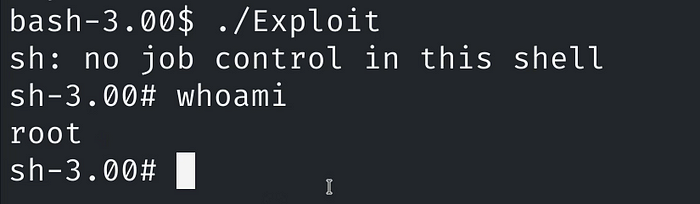 bash-3.00$ ./Exploit
sh: no job control in this shell
sh-3.00# whoami
root
sh-3.00#